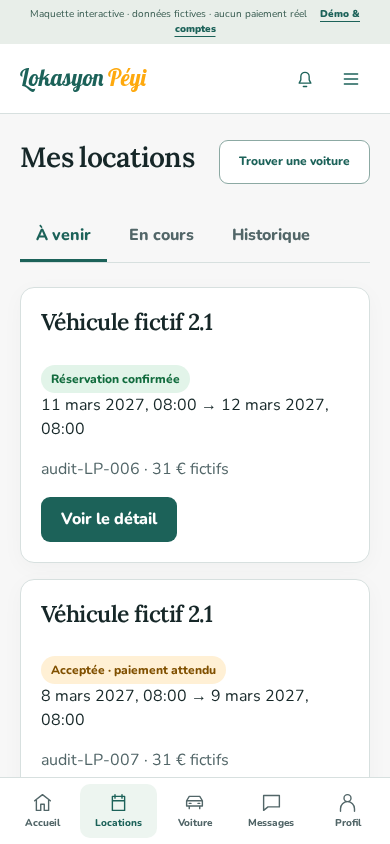 Maquette interactive · données fictives · aucun paiement réel Démo &
comptes
Lokasyon Péyi
Mes locations
Trouver une voiture
À venir
En cours
Historique
Véhicule fictif 2.1
Réservation confirmée
11 mars 2027, 08:00 → 12 mars 2027,
08:00
audit-LP-006 · 31 € fictifs
Voir le détail
Véhicule fictif 2.1
Acceptée · paiement attendu
8 mars 2027, 08:00 → 9 mars 2027,
08:00
audit-LP-007 · 31 € fictifs
Accueil
Locations
Voiture
Messages
Profil